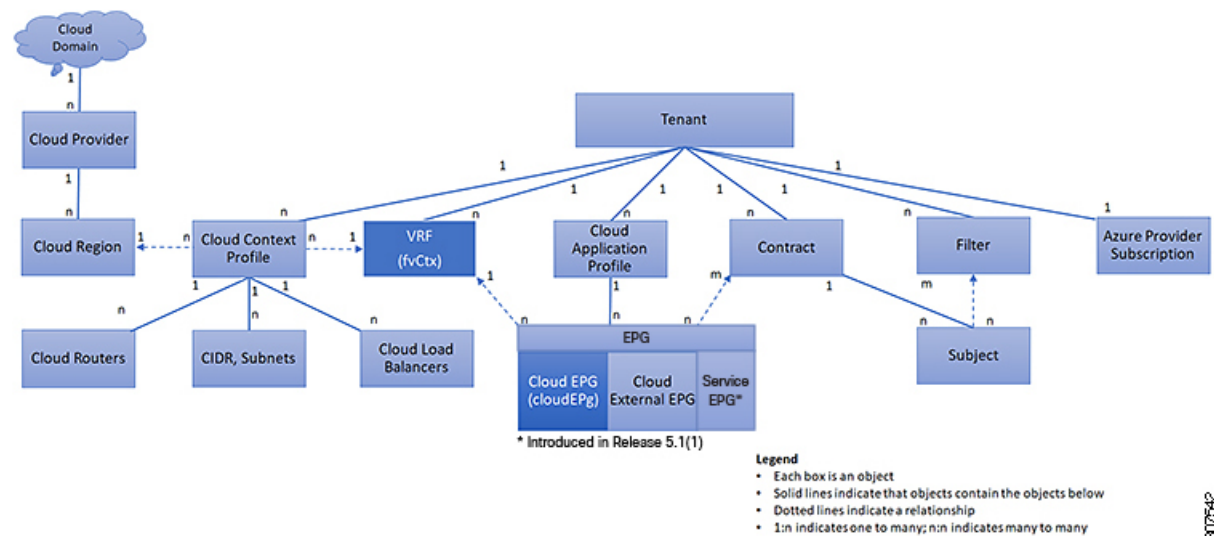 Cloud
Domain
1
n
Cloud Provider
1
n
Cloud Region
Tenant
1
1
1
1
1
1
n
n
n
n
n
1
1
n
Cloud Context
Profile
n
1
VRF
(fvCtx)
Cloud
Application
Profile
Contract
Filter
Azure Provider
Subscription
1
1
1
n
n
n
Cloud Routers
CIDR, Subnets
Cloud Load
Balancers
1
n
1
n
m
n
1
n
m
n
Subject
EPG
Cloud EPG
(cloudEPg)
Cloud
External EPG
Service
EPG*
* Introduced in Release 5.1(1)
Legend
• Each box is an object
• Solid lines indicate that objects contain the objects below
• Dotted lines indicate a relationship
• 1:n indicates one to many; n:n indicates many to many
307542